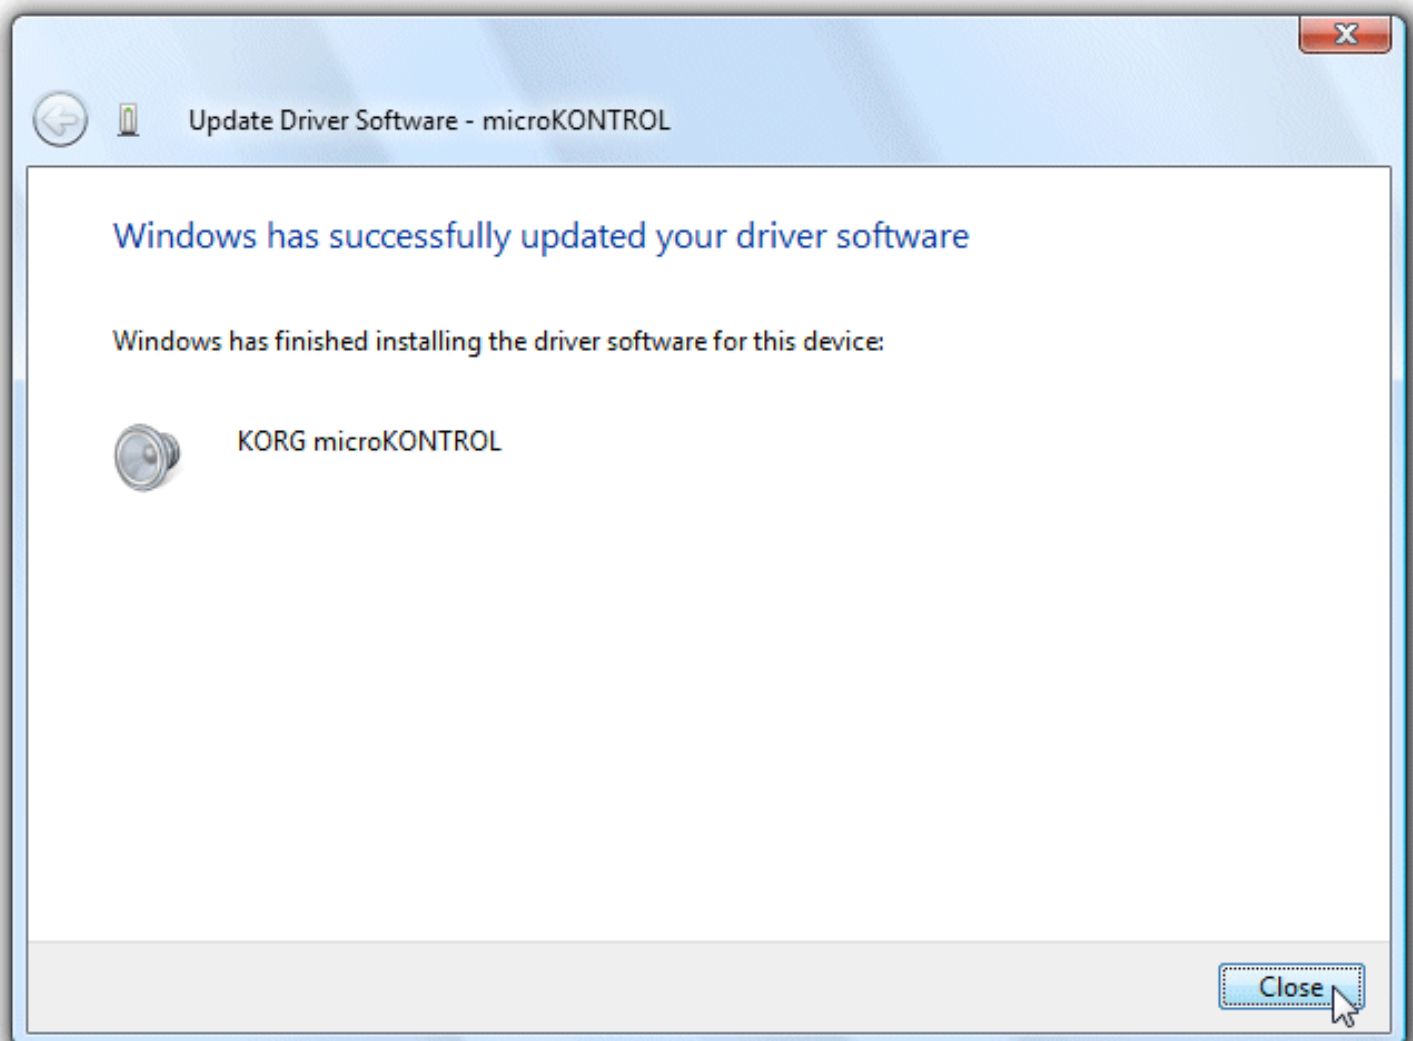 Update Driver Software - microKONTROL
Windows has successfully updated your driver software
Windows has finished installing the driver software for this device:
KORG microKONTROL
Close